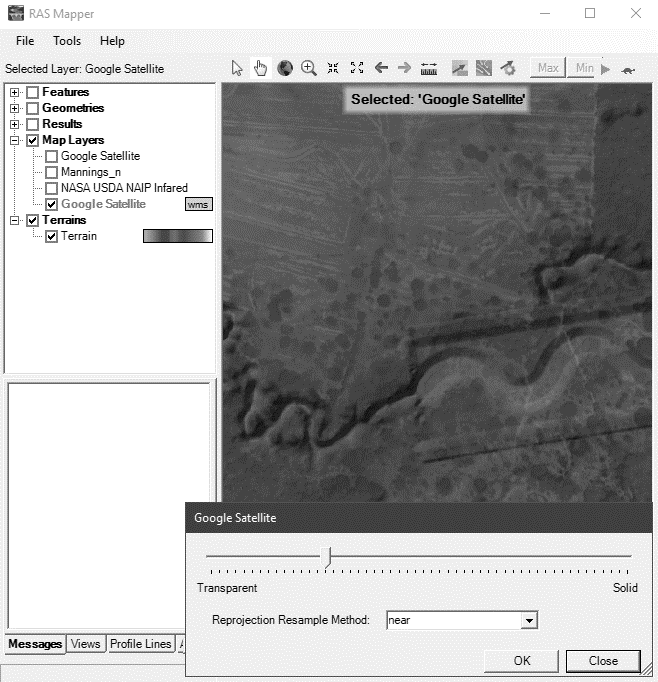 RAS Mapper
File Tools Help
Selected Layer: Google Satellite
Max Min
Features
Geometries
Results
Map Layers
Google Satellite
Mannings_n
NASA USDA NAIP Infared
Google Satellite wms
Terrains
Terrain
Selected: 'Google Satellite'
Google Satellite
Transparent Solid
Reprojection Resample Method: near
OK Close
Messages Views Profile Lines